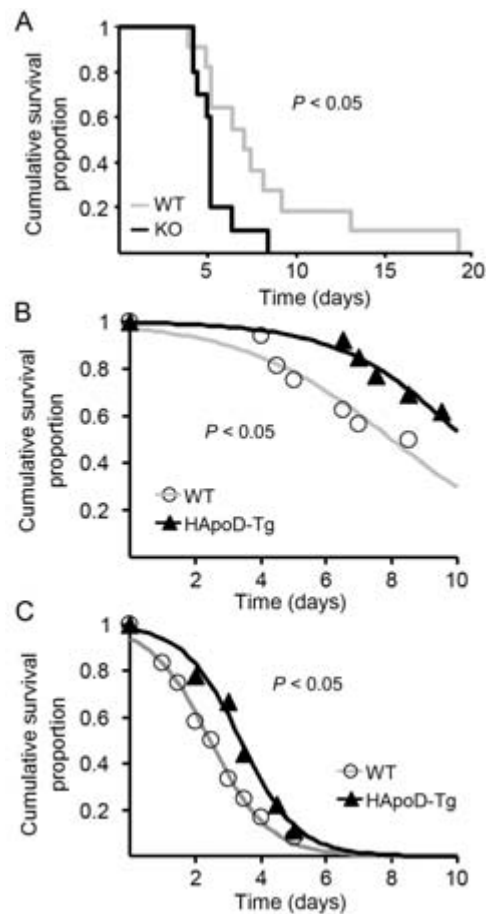 A
Cumulative survival
proportion
1
0.8
0.6
0.4
0.2
P < 0.05
WT
KO
5
10
15
20
Time (days)
B
Cumulative survival
proportion
1
0.8
0.6
0.4
0.2
P < 0.05
WT
HApoD-Tg
2
4
6
8
10
Time (days)
C
Cumulative survival
proportion
1
0.8
0.6
0.4
0.2
P < 0.05
WT
HApoD-Tg
2
4
6
8
10
Time (days)